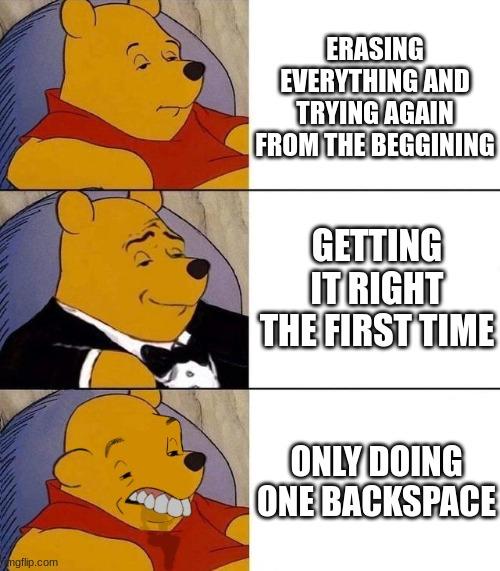 ERASING
EVERYTHING AND
TRYING AGAIN
FROM THE BEGGINING
GETTING
IT RIGHT
THE FIRST TIME
ONLY DOING
ONE BACKSPACE
imgflip.com